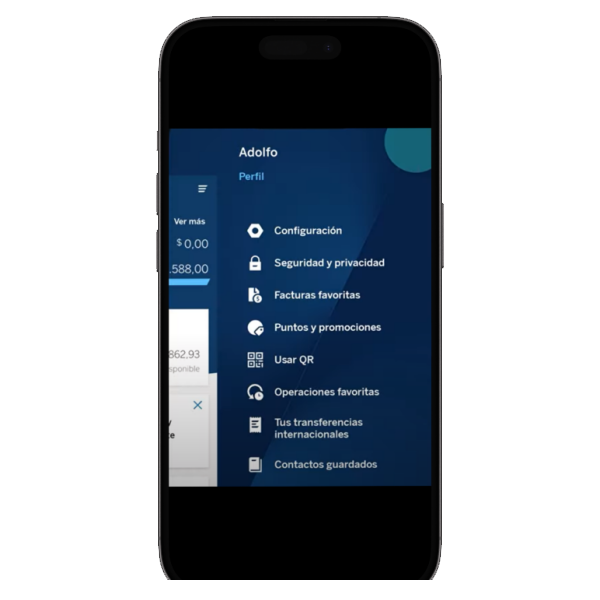 Adolfo
Perfil
Ver más
$ 0,00
.588,00
862,93
sponible
Configuración
Seguridad y privacidad
Facturas favoritas
Puntos y promociones
Usar QR
Operaciones favoritas
Tus transferencias
internacionales
Contactos guardados